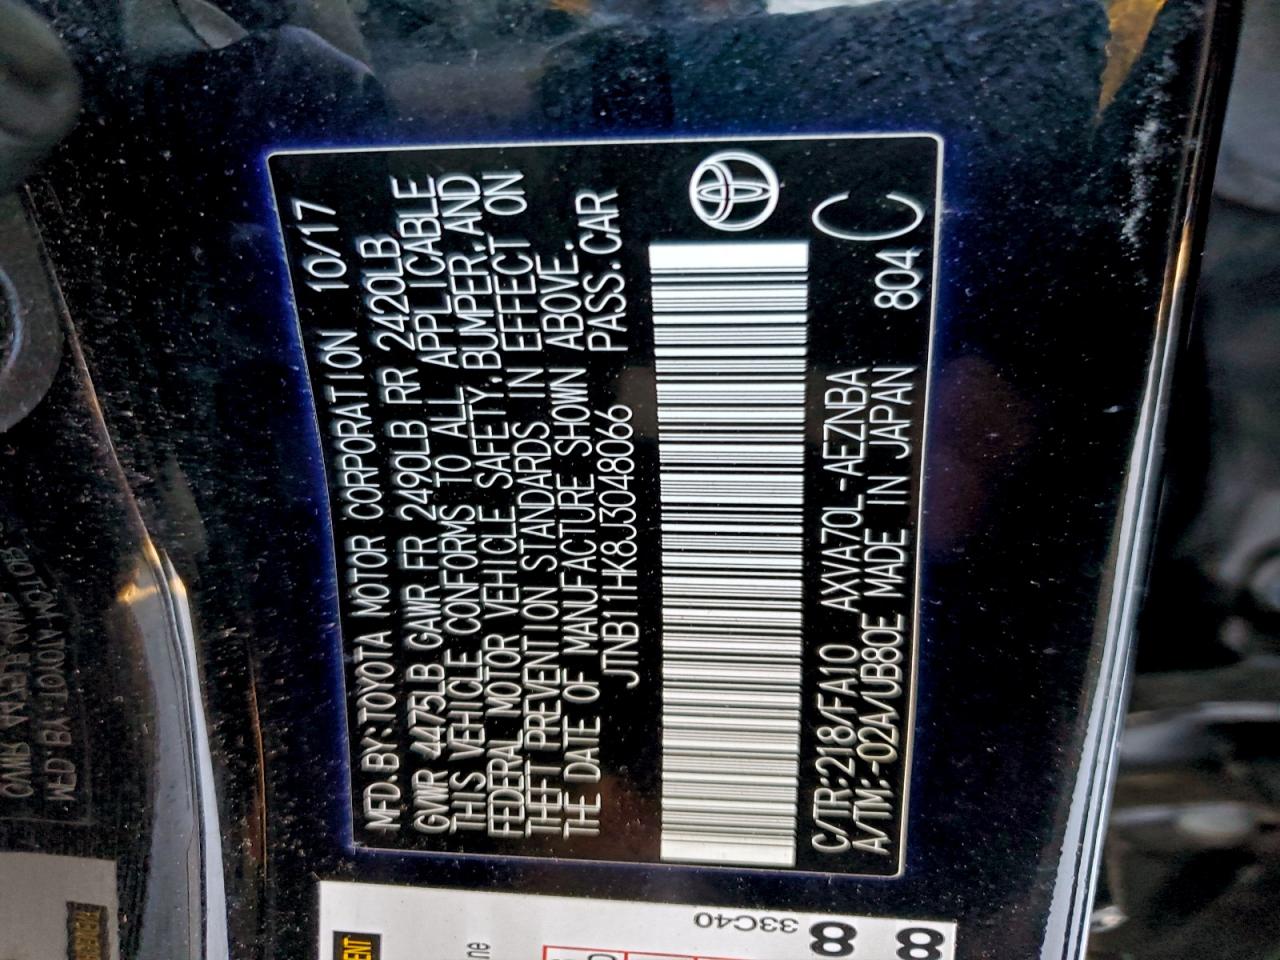 MFD.BY:TOYOTA MOTOR CORPORATION 10/17
GVWR 4475LB GAWR FR 2490LB RR 2420LB
THIS VEHICLE CONFORMS TO ALL APPLICABLE
FEDERAL MOTOR VEHICLE SAFETY,BUMPER,AND
THEFT PREVENTION STANDARDS IN EFFECT ON
THE DATE OF MANUFACTURE SHOWN ABOVE.
JTNB11HK8J3048066 PASS.CAR
C/TR:218/FA10 AXVA70L-AEZNBA
A/TM:-02A/UB80E MADE IN JAPAN 804 C
33C40
8
8